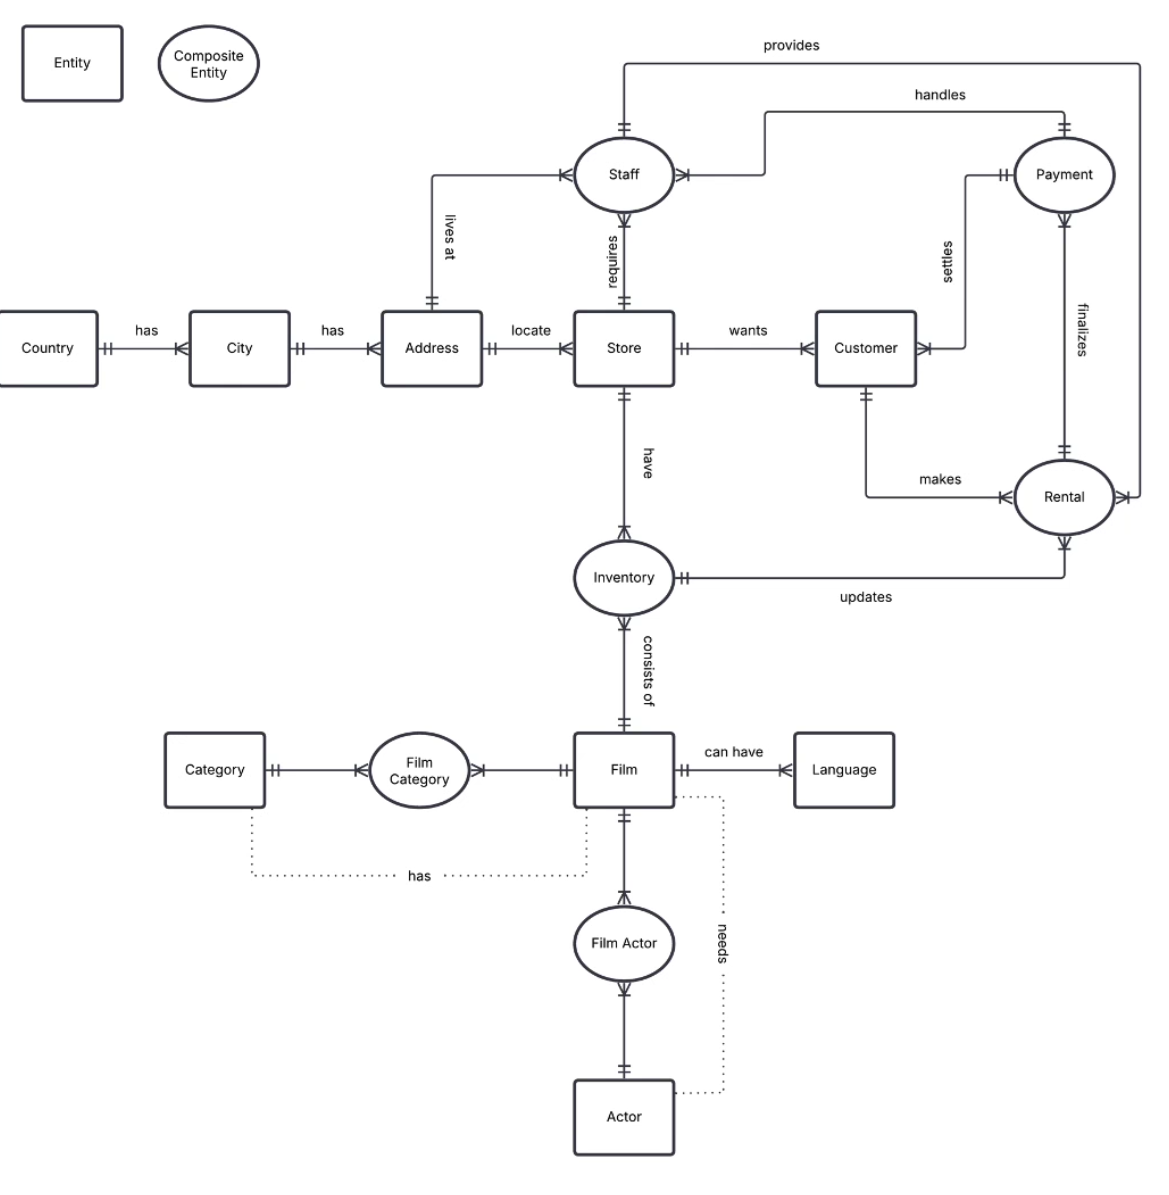 Entity
Composite
Entity
provides
handles
Staff
Payment
lives at
requires
settles
Country
has
City
has
Address
locate
Store
wants
Customer
finalizes
have
makes
Rental
Inventory
updates
consists of
Category
Film
Category
Film
can have
Language
has
needs
Film Actor
Actor